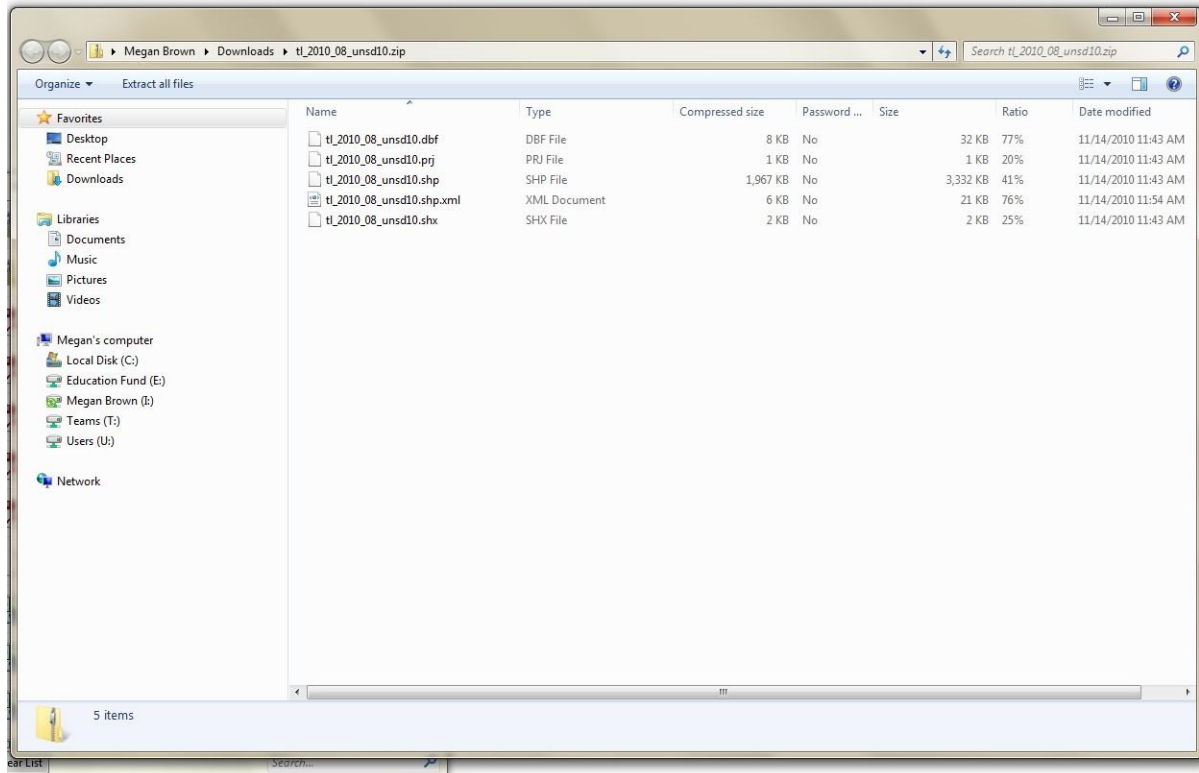 Megan Brown Downloads tl_2010_08_unsd10.zip Search tl_2010_08_unsd10.zip
Organize Extract all files
Favorites
Desktop
Recent Places
Downloads
Libraries
Documents
Music
Pictures
Videos
Megan's computer
Local Disk (C:)
Education Fund (E:)
Megan Brown (I:)
Teams (T:)
Users (U:)
Network
Name Type Compressed size Password ... Size Ratio Date modified
tl_2010_08_unsd10.dbf DBF File 8 KB No 32 KB 77% 11/14/2010 11:43 AM
tl_2010_08_unsd10.prj PRJ File 1 KB No 1 KB 20% 11/14/2010 11:43 AM
tl_2010_08_unsd10.shp SHP File 1,967 KB No 3,332 KB 41% 11/14/2010 11:43 AM
tl_2010_08_unsd10.shp.xml XML Document 6 KB No 21 KB 76% 11/14/2010 11:54 AM
tl_2010_08_unsd10.shx SHX File 2 KB No 2 KB 25% 11/14/2010 11:43 AM
5 items
ear List Search...